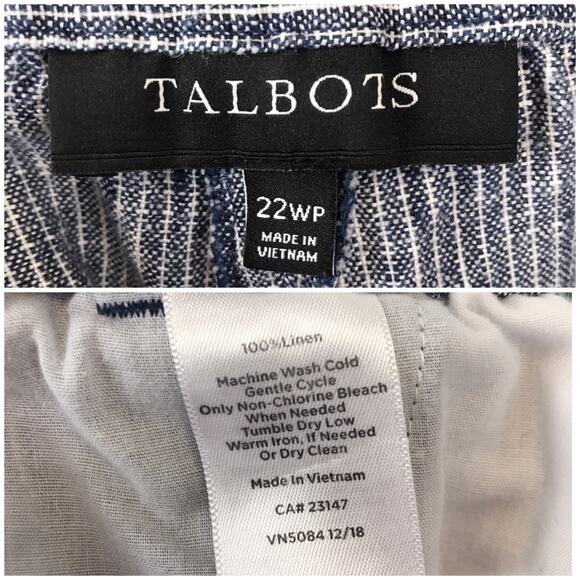 TALBOTS
22WP
MADE IN
VIETNAM
100%Linen
Machine Wash Cold
Gentle Cycle
Only Non-Chlorine Bleach
When Needed
Tumble Dry Low
Warm Iron, If Needed
Or Dry Clean
Made In Vietnam
CA# 23147
VN5084 12/18